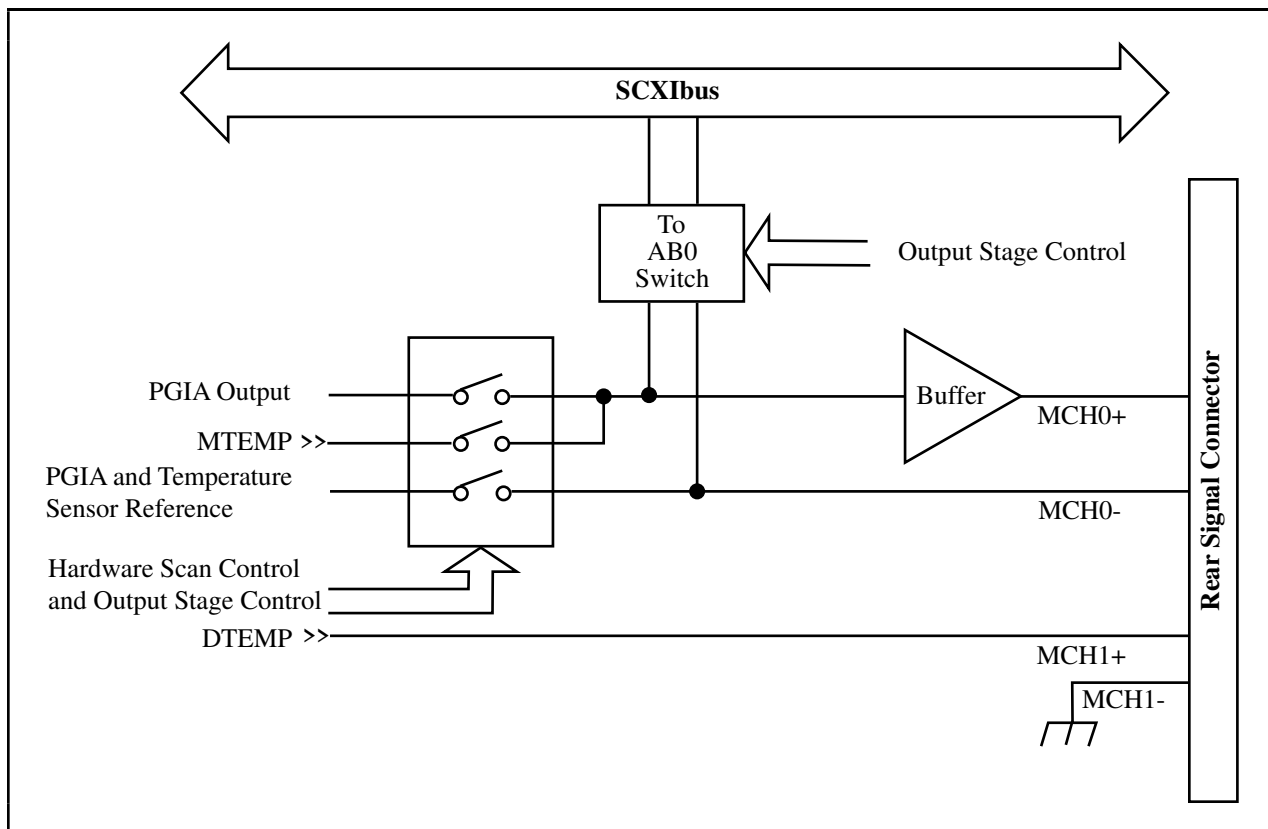 SCXIbus
To
AB0
Switch
Output Stage Control
PGIA Output
Buffer
MCH0+
MTEMP >>
PGIA and Temperature
Sensor Reference
MCH0-
Hardware Scan Control
and Output Stage Control
DTEMP >>
MCH1+
MCH1-
Rear Signal Connector